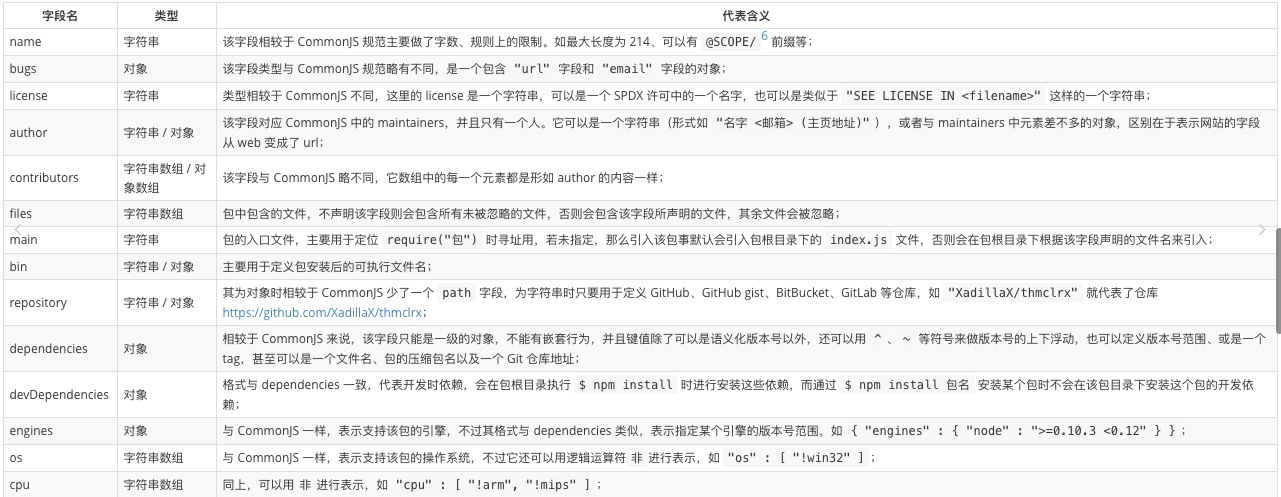 字段名 类型 代表含义
name 字符串 该字段相较于 CommonJS 规范主要做了字数、规则上的限制。如最大长度为 214、可以有 @SCOPE/ 6 前缀等；
bugs 对象 该字段类型与 CommonJS 规范略有不同，是一个包含 "url" 字段和 "email" 字段的对象；
license 字符串 类型相较于 CommonJS 不同，这里的 license 是一个字符串，可以是一个 SPDX 许可中的一个名字，也可以是类似于 "SEE LICENSE IN <filename>" 这样的一个字符串；
author 字符串 / 对象 该字段对应 CommonJS 中的 maintainers，并且只有一个人。它可以是一个字符串（形式如 "名字 <邮箱> (主页地址)" ），或者与 maintainers 中元素差不多的对象，区别在于表示网站的字段
从 web 变成了 url；
contributors 字符串数组 / 对
象数组 该字段与 CommonJS 略不同，它数组中的每一个元素都是形如 author 的内容一样；
files 字符串数组 包中包含的文件，不声明该字段则会包含所有未被忽略的文件，否则会包含该字段所声明的文件，其余文件会被忽略；
main 字符串 包的入口文件，主要用于定位 require("包") 时寻址用，若未指定，那么引入该包事默认会引入包根目录下的 index.js 文件，否则会在包根目录下根据该字段声明的文件名来引入；
bin 字符串 / 对象 主要用于定义包安装后的可执行文件名；
repository 字符串 / 对象 其为对象时相较于 CommonJS 少了一个 path 字段，为字符串时只要用于定义 GitHub、GitHub gist、BitBucket、GitLab 等仓库，如 "XadillaX/thmclrx" 就代表了仓库
https://github.com/XadillaX/thmclrx；
dependencies 对象 相较于 CommonJS 来说，该字段只能是一级的对象，不能有嵌套行为，并且键值除了可以是语义化版本号以外，还可以用 ^ 、 ~ 等符号来做版本号的上下浮动，也可以定义版本号范围、或是一个
tag，甚至可以是一个文件名、包的压缩包名以及一个 Git 仓库地址；
devDependencies 对象 格式与 dependencies 一致，代表开发时依赖，会在包根目录执行 $ npm install 时进行安装这些依赖，而通过 $ npm install 包名 安装某个包时不会在该包目录下安装这个包的开发依
赖；
engines 对象 与 CommonJS 一样，表示支持该包的引擎，不过其格式与 dependencies 类似，表示指定某个引擎的版本号范围，如 { "engines" : { "node" : ">=0.10.3 <0.12" } } ；
os 字符串数组 与 CommonJS 一样，表示支持该包的操作系统，不过它还可以用逻辑运算符 非 进行表示，如 "os" : [ "!win32" ] ；
cpu 字符串数组 同上，可以用 非 进行表示，如 "cpu" : [ "!arm", "!mips" ] ；